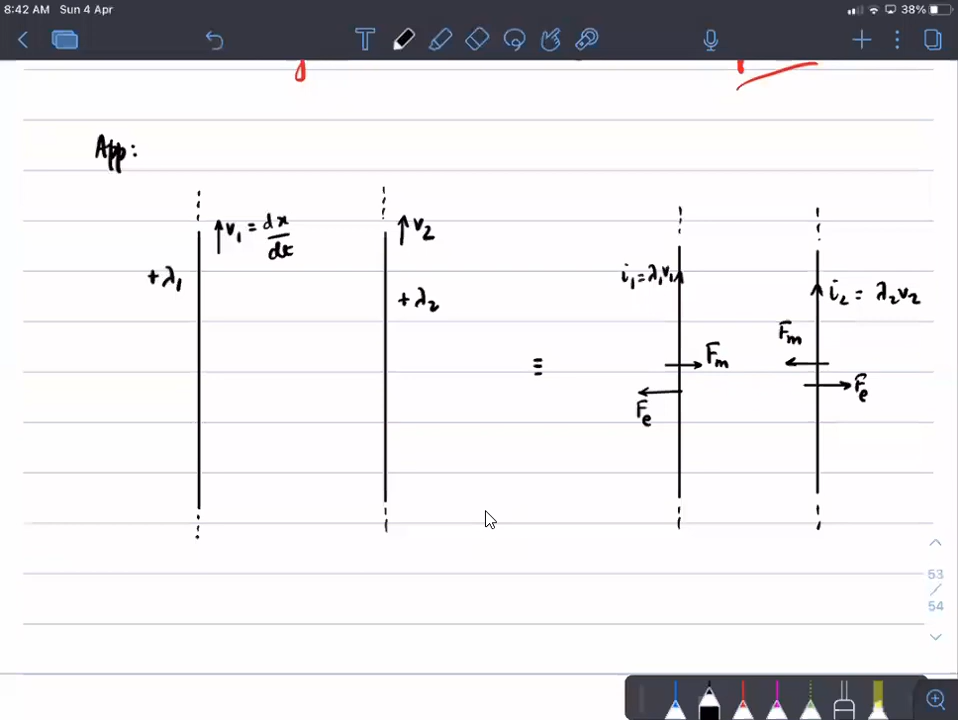 8:42 AM Sun 4 Apr
38%
T
App:
v₁ = dx
dt
v₂
+ λ₁
+ λ₂
i₁ = λ₁v₁
i₂ = λ₂v₂
≡
Fₘ
Fₘ
Fₑ
Fₑ
53
/
54